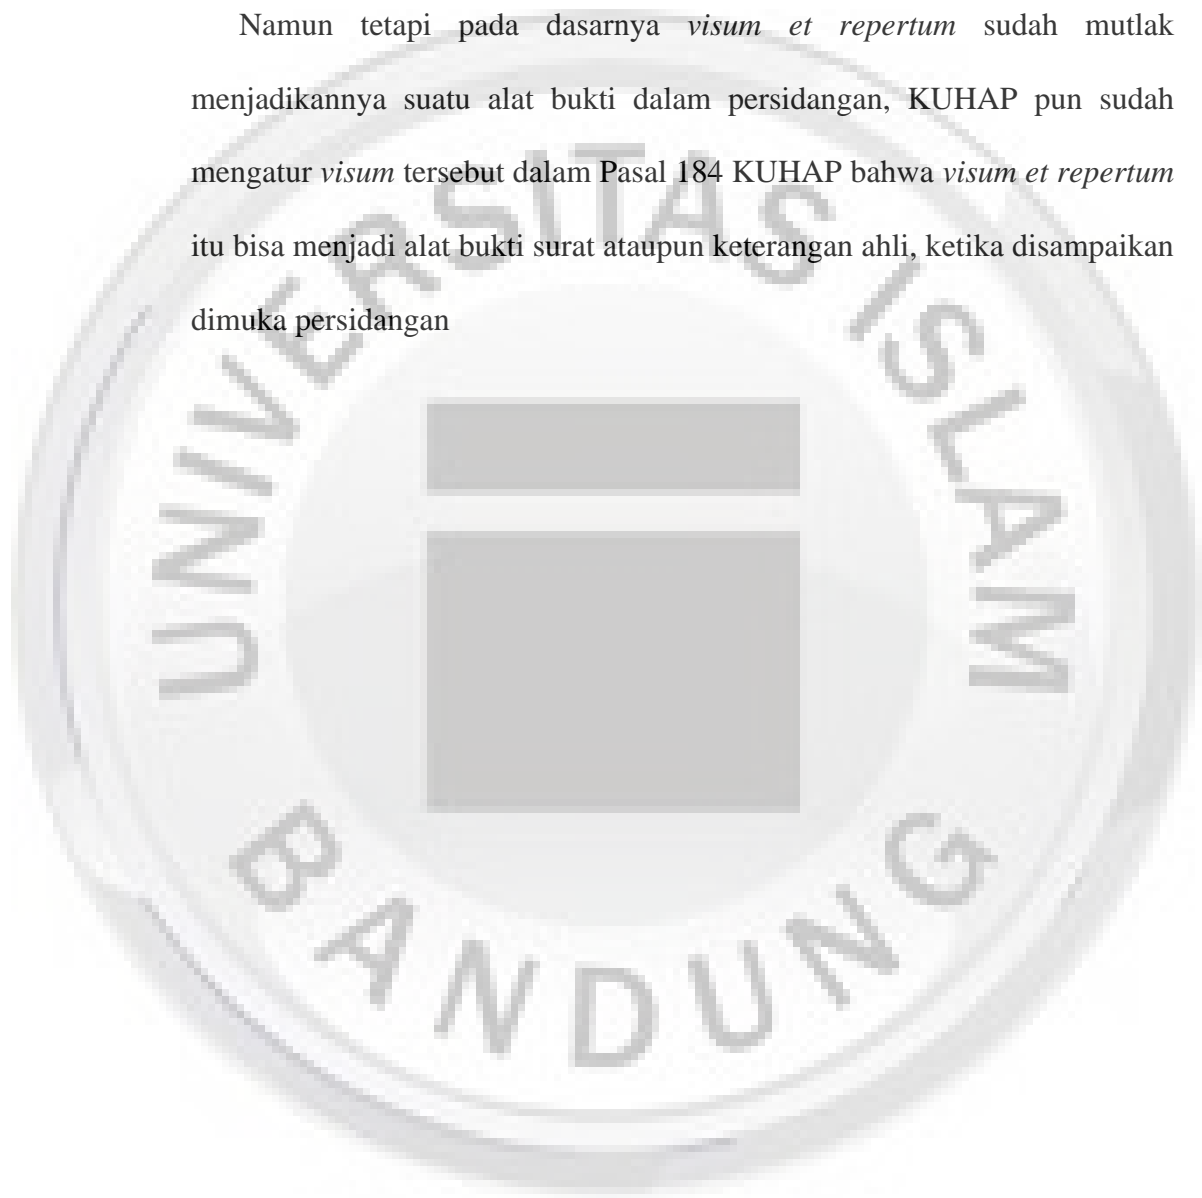 Namun tetapi pada dasarnya visum et repertum sudah mutlak
menjadikannya suatu alat bukti dalam persidangan, KUHAP pun sudah
mengatur visum tersebut dalam Pasal 184 KUHAP bahwa visum et repertum
itu bisa menjadi alat bukti surat ataupun keterangan ahli, ketika disampaikan
dimuka persidangan
UNIVERSITAS ISLAM
BANDUNG